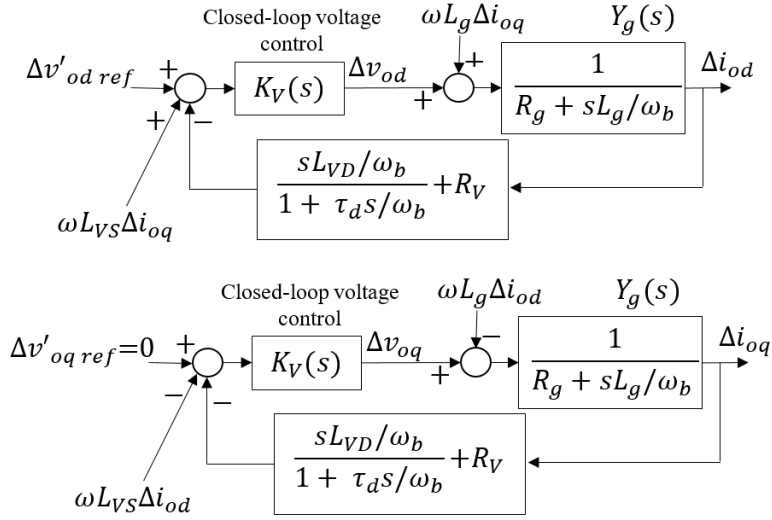 Closed-loop voltage
control
ωL_gΔi_oq
Y_g(s)
Δv'_od ref
+
K_V(s)
Δv_od
+
+
1
R_g + sL_g/ω_b
Δi_od
+
−
sL_VD/ω_b
1 + τ_d s/ω_b
+R_V
ωL_VSΔi_oq
Closed-loop voltage
control
ωL_gΔi_od
Y_g(s)
Δv'_oq ref=0
+
K_V(s)
Δv_oq
+
−
1
R_g + sL_g/ω_b
Δi_oq
−
−
sL_VD/ω_b
1 + τ_d s/ω_b
+R_V
ωL_VSΔi_od